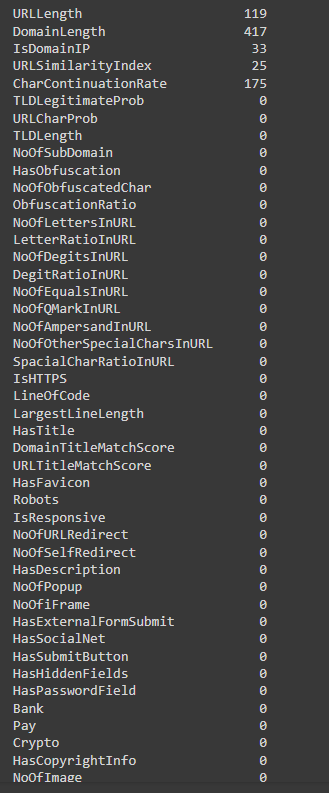 URLLength 119
DomainLength 417
IsDomainIP 33
URLSimilarityIndex 25
CharContinuationRate 175
TLDLegitimateProb 0
URLCharProb 0
TLDLength 0
NoOfSubDomain 0
HasObfuscation 0
NoOfObfuscatedChar 0
ObfuscationRatio 0
NoOfLettersInURL 0
LetterRatioInURL 0
NoOfDegitsInURL 0
DegitRatioInURL 0
NoOfEqualsInURL 0
NoOfQMarkInURL 0
NoOfAmpersandInURL 0
NoOfOtherSpecialCharsInURL 0
SpacialCharRatioInURL 0
IsHTTPS 0
LineOfCode 0
LargestLineLength 0
HasTitle 0
DomainTitleMatchScore 0
URLTitleMatchScore 0
HasFavicon 0
Robots 0
IsResponsive 0
NoOfURLRedirect 0
NoOfSelfRedirect 0
HasDescription 0
NoOfPopup 0
NoOfiFrame 0
HasExternalFormSubmit 0
HasSocialNet 0
HasSubmitButton 0
HasHiddenFields 0
HasPasswordField 0
Bank 0
Pay 0
Crypto 0
HasCopyrightInfo 0
NoOfImage 0